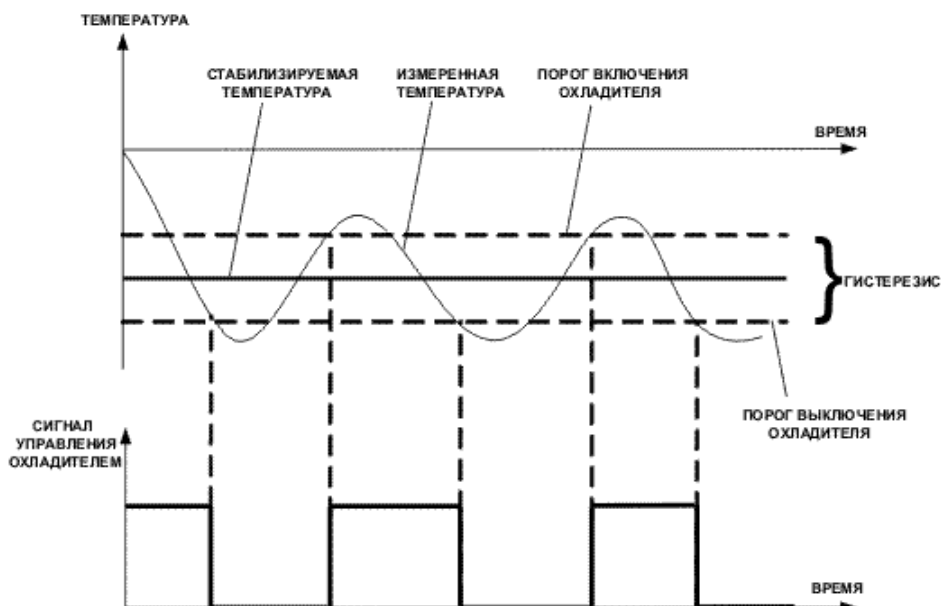 ТЕМПЕРАТУРА
СТАБИЛИЗИРУЕМАЯ
ТЕМПЕРАТУРА
ИЗМЕРЕННАЯ
ТЕМПЕРАТУРА
ПОРОГ ВКЛЮЧЕНИЯ
ОХЛАДИТЕЛЯ
ВРЕМЯ
ГИСТЕРЕЗИС
ПОРОГ ВЫКЛЮЧЕНИЯ
ОХЛАДИТЕЛЯ
СИГНАЛ
УПРАВЛЕНИЯ
ОХЛАДИТЕЛЕМ
ВРЕМЯ